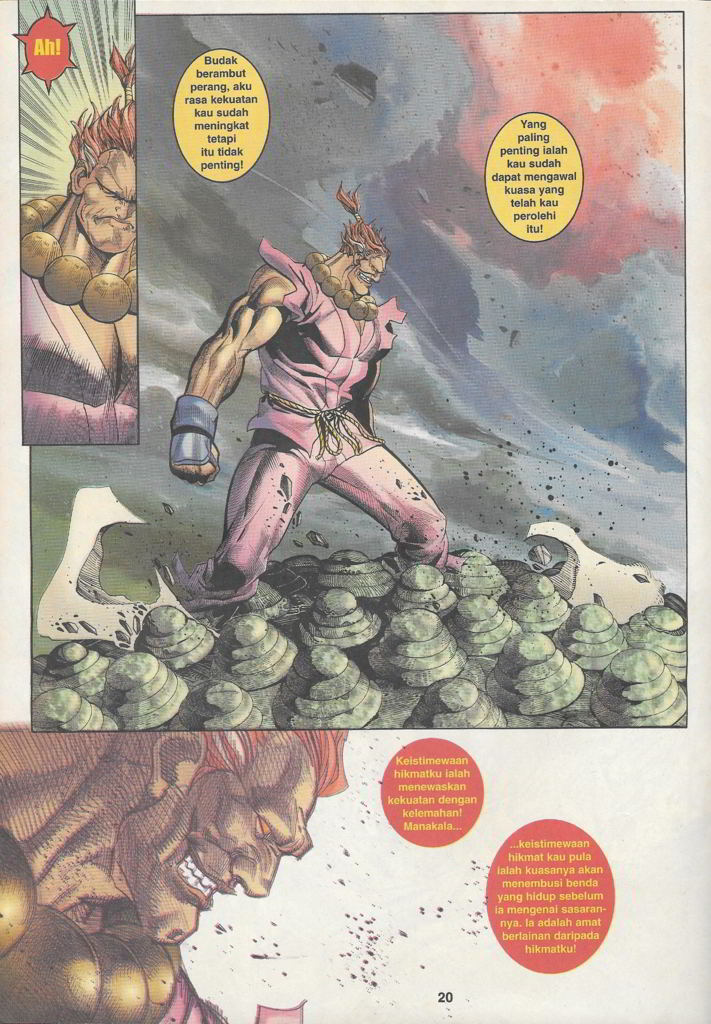 Ah!
Budak
berambut
perang, aku
rasa kekuatan
kau sudah
meningkat
tetapi
itu tidak
penting!
Yang
paling
penting ialah
kau sudah
dapat mengawal
kuasa yang
telah kau
perolehi
itu!
Keistimewaan
hikmatku ialah
menewaskan
kekuatan dengan
kelemahan!
Manakala...
...keistimewaan
hikmat kau pula
ialah kuasanya akan
menembusi benda
yang hidup sebelum
ia mengenai sasaran-
nya. Ia adalah amat
berlainan daripada
hikmatku!
20